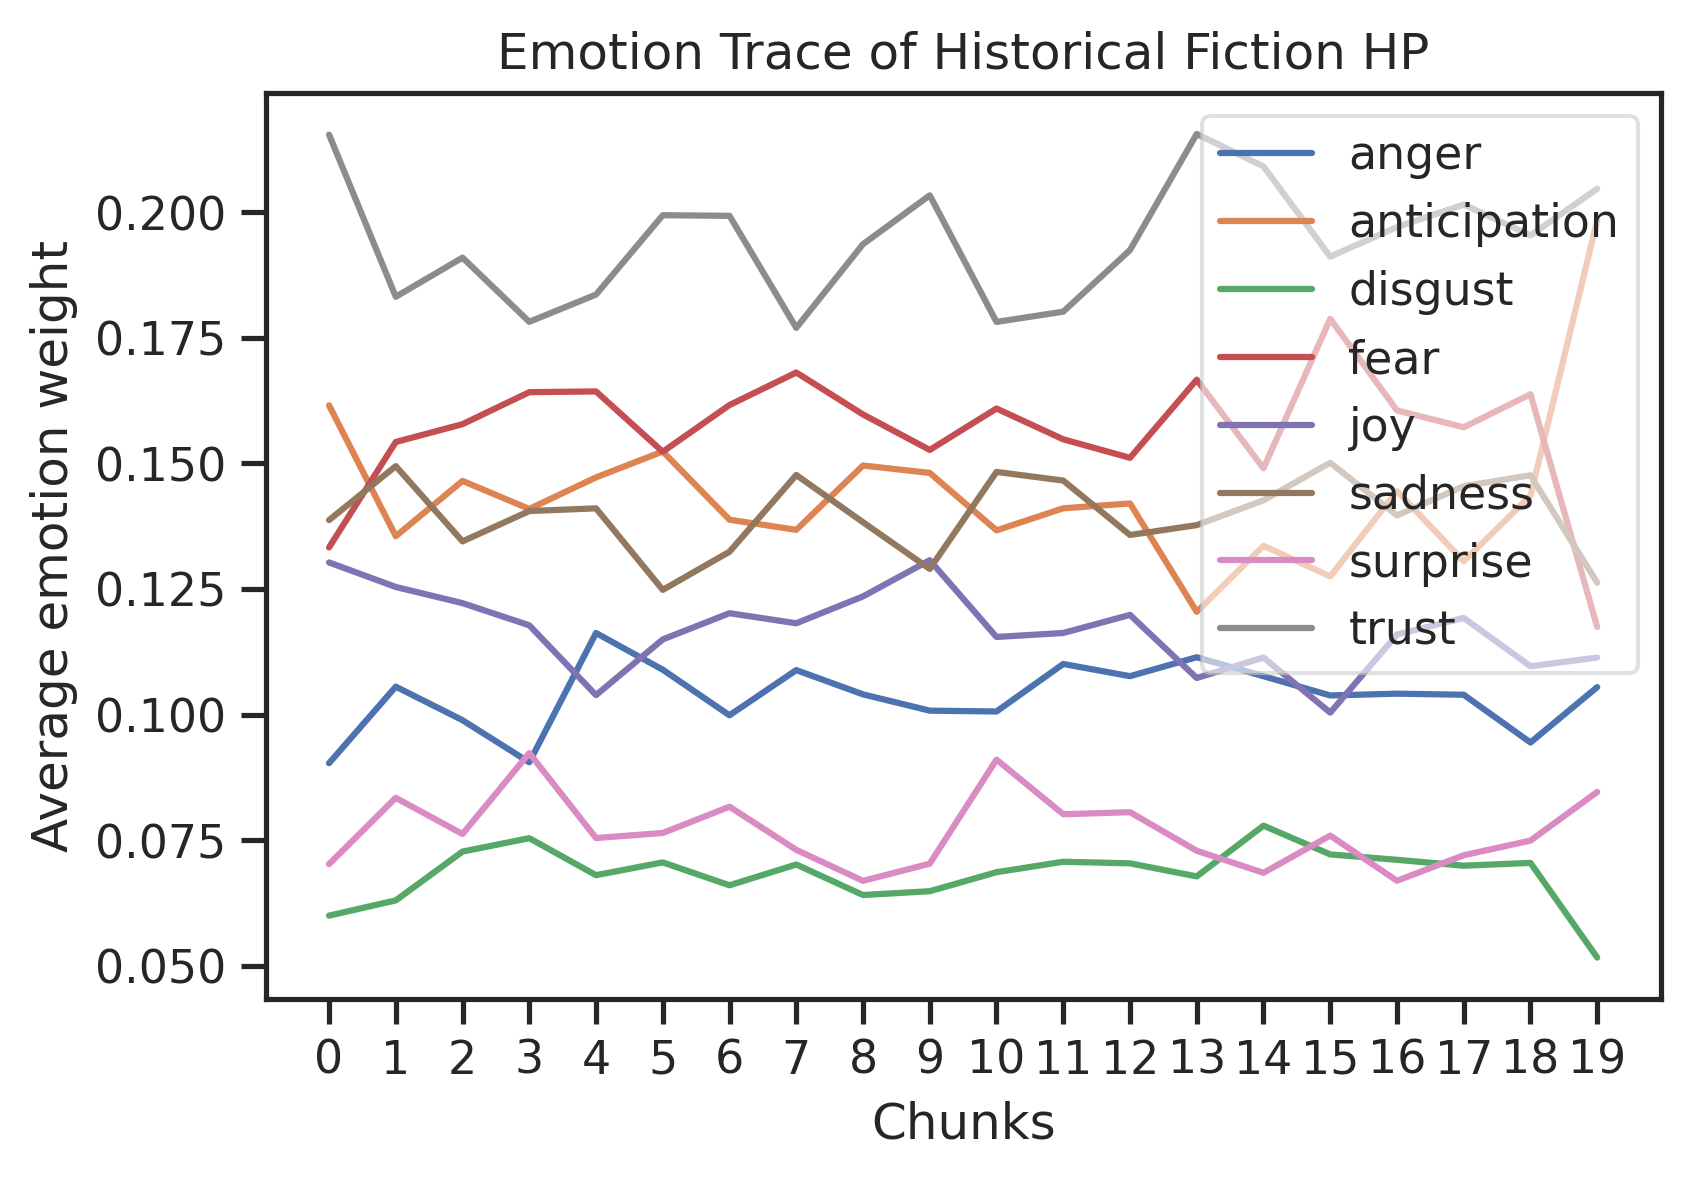 Emotion Trace of Historical Fiction HP
Average emotion weight
0.200
0.175
0.150
0.125
0.100
0.075
0.050
anger
anticipation
disgust
fear
joy
sadness
surprise
trust
0 1 2 3 4 5 6 7 8 9 10 11 12 13 14 15 16 17 18 19
Chunks